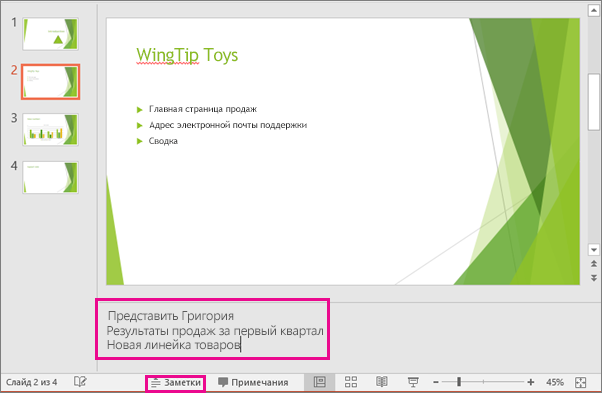 1
2
3
4
WingTip Toys
Главная страница продаж
Адрес электронной почты поддержки
Сводка
Представить Григория
Результаты продаж за первый квартал
Новая линейка товаров
Слайд 2 из 4
Заметки
Примечания
45%